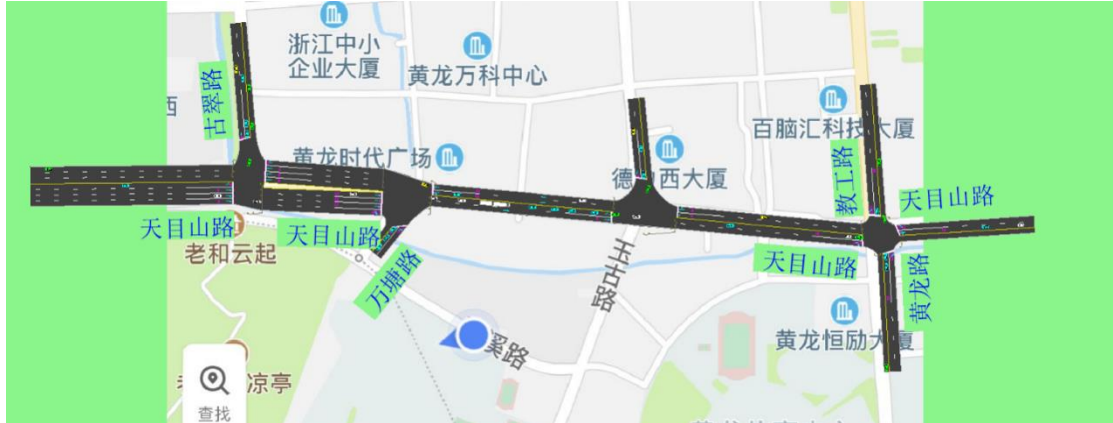 浙江中小
企业大厦
黄龙万科中心
古翠路
西
百脑汇科技大厦
黄龙时代广场
教工路
天目山路
天目山路
天目山路
老和云起
万塘路
玉古路
天目山路
黄龙路
溪路
黄龙恒励大厦
凉亭
查找